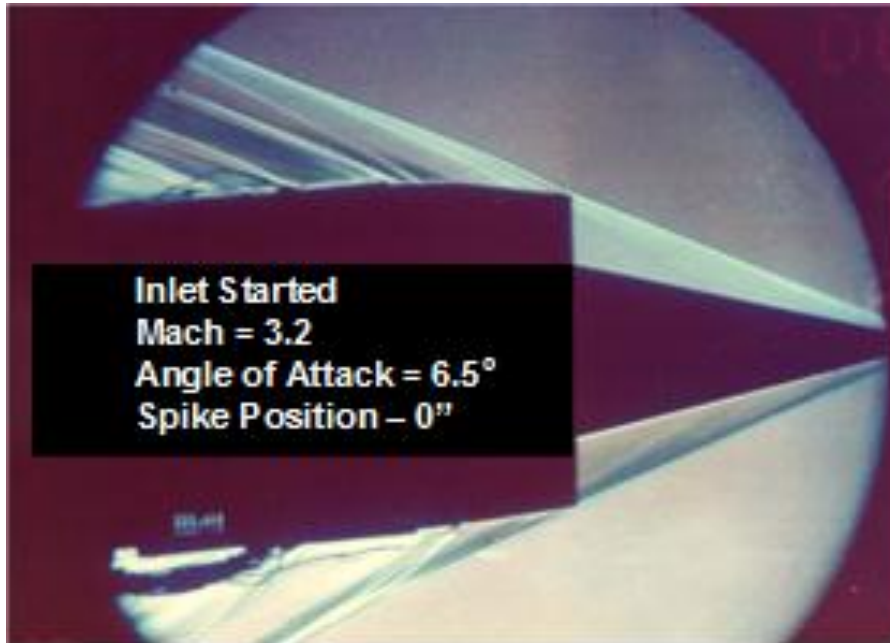 Inlet Started
Mach = 3.2
Angle of Attack = 6.5°
Spike Position – 0”